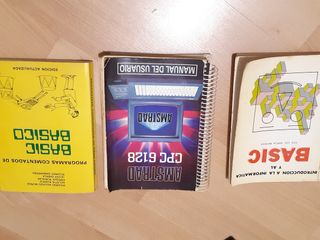 EDICION ACTUALIZADA
BASIC
BASICO
PROGRAMAS COMENTADOS DE
MANUAL DEL USUARIO
AMSTRAD
AMSTRAD
CPC 6128
INTRODUCCION A LA INFORMATICA
Y AL
BASIC